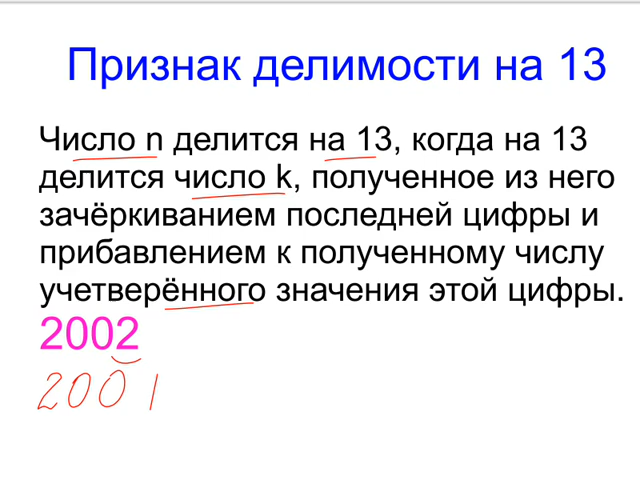 Признак делимости на 13
Число n делится на 13, когда на 13
делится число k, полученное из него
зачёркиванием последней цифры и
прибавлением к полученному числу
учетверённого значения этой цифры.
2002
200 |